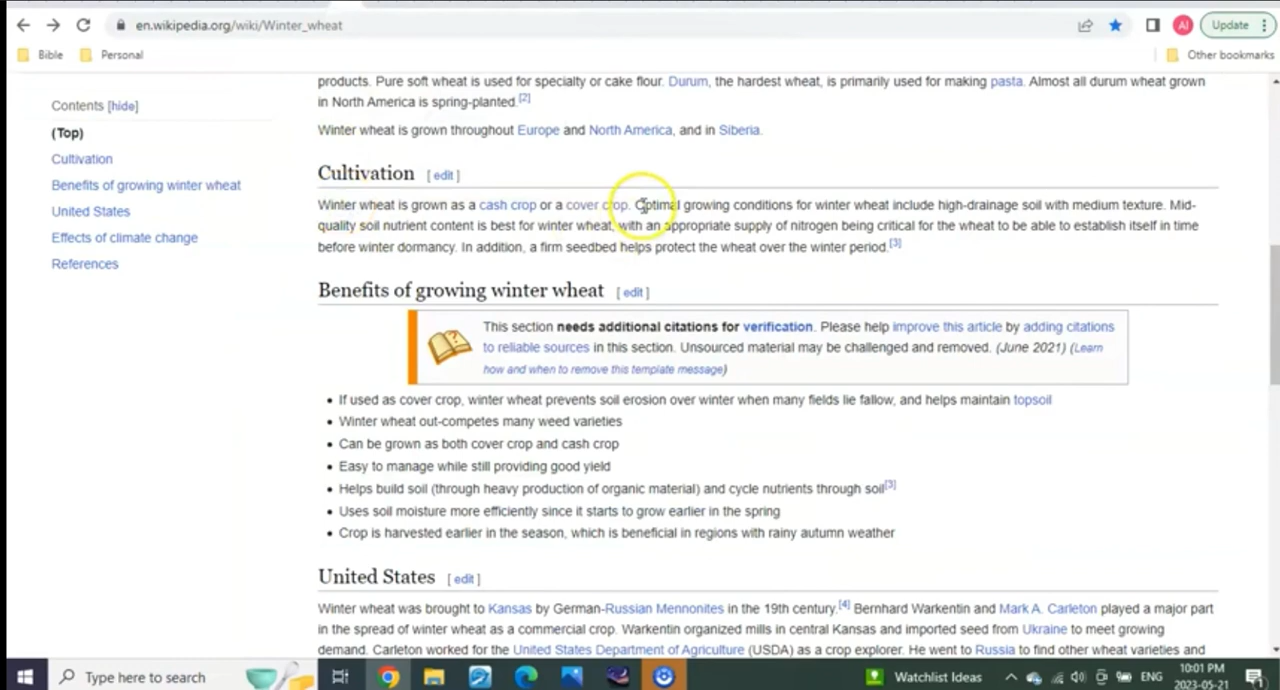 en.wikipedia.org/wiki/Winter_wheat
AI
Update
Bible
Personal
Other bookmarks
Contents [hide]
(Top)
Cultivation
Benefits of growing winter wheat
United States
Effects of climate change
References
products. Pure soft wheat is used for specialty or cake flour. Durum, the hardest wheat, is primarily used for making pasta. Almost all durum wheat grown
in North America is spring-planted.[2]
Winter wheat is grown throughout Europe and North America, and in Siberia.
Cultivation [ edit ]
Winter wheat is grown as a cash crop or a cover crop. Optimal growing conditions for winter wheat include high-drainage soil with medium texture. Mid-
quality soil nutrient content is best for winter wheat, with an appropriate supply of nitrogen being critical for the wheat to be able to establish itself in time
before winter dormancy. In addition, a firm seedbed helps protect the wheat over the winter period.[3]
Benefits of growing winter wheat [ edit ]
This section needs additional citations for verification. Please help improve this article by adding citations
to reliable sources in this section. Unsourced material may be challenged and removed. (June 2021) (Learn
how and when to remove this template message)
• If used as cover crop, winter wheat prevents soil erosion over winter when many fields lie fallow, and helps maintain topsoil
• Winter wheat out-competes many weed varieties
• Can be grown as both cover crop and cash crop
• Easy to manage while still providing good yield
• Helps build soil (through heavy production of organic material) and cycle nutrients through soil[3]
• Uses soil moisture more efficiently since it starts to grow earlier in the spring
• Crop is harvested earlier in the season, which is beneficial in regions with rainy autumn weather
United States [ edit ]
Winter wheat was brought to Kansas by German-Russian Mennonites in the 19th century.[4] Bernhard Warkentin and Mark A. Carleton played a major part
in the spread of winter wheat as a commercial crop. Warkentin organized mills in central Kansas and imported seed from Ukraine to meet growing
demand. Carleton worked for the United States Department of Agriculture (USDA) as a crop explorer. He went to Russia to find other wheat varieties and
Type here to search
Watchlist Ideas
ENG
10:01 PM
2023-05-21
1